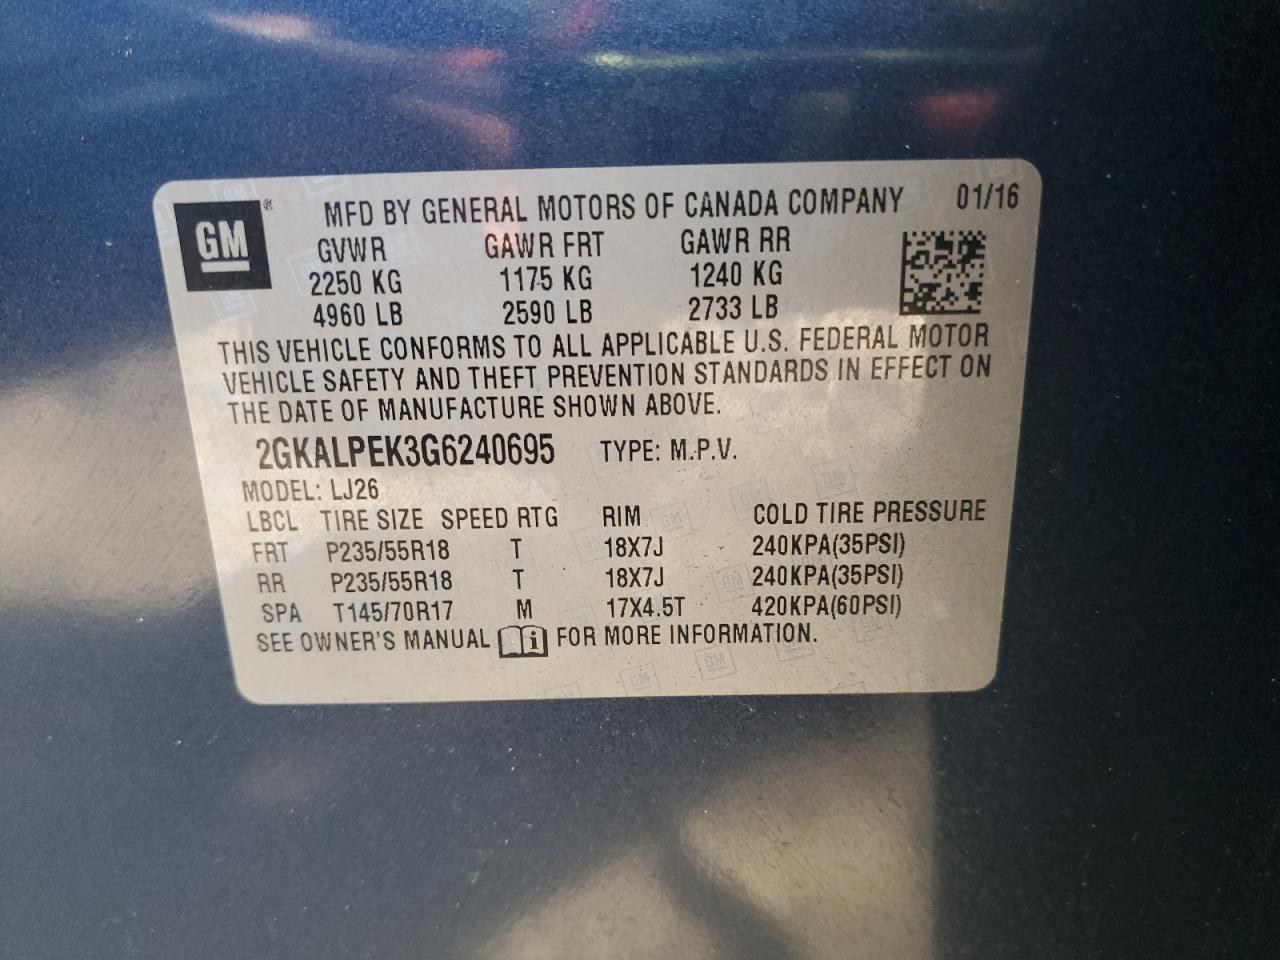 GM® MFD BY GENERAL MOTORS OF CANADA COMPANY 01/16
GVWR GAWR FRT GAWR RR
2250 KG 1175 KG 1240 KG
4960 LB 2590 LB 2733 LB
THIS VEHICLE CONFORMS TO ALL APPLICABLE U.S. FEDERAL MOTOR
VEHICLE SAFETY AND THEFT PREVENTION STANDARDS IN EFFECT ON
THE DATE OF MANUFACTURE SHOWN ABOVE.
2GKALPEK3G6240695 TYPE: M.P.V.
MODEL: LJ26
LBCL TIRE SIZE SPEED RTG RIM COLD TIRE PRESSURE
FRT P235/55R18 T 18X7J 240KPA(35PSI)
RR P235/55R18 T 18X7J 240KPA(35PSI)
SPA T145/70R17 M 17X4.5T 420KPA(60PSI)
SEE OWNER'S MANUAL i FOR MORE INFORMATION.